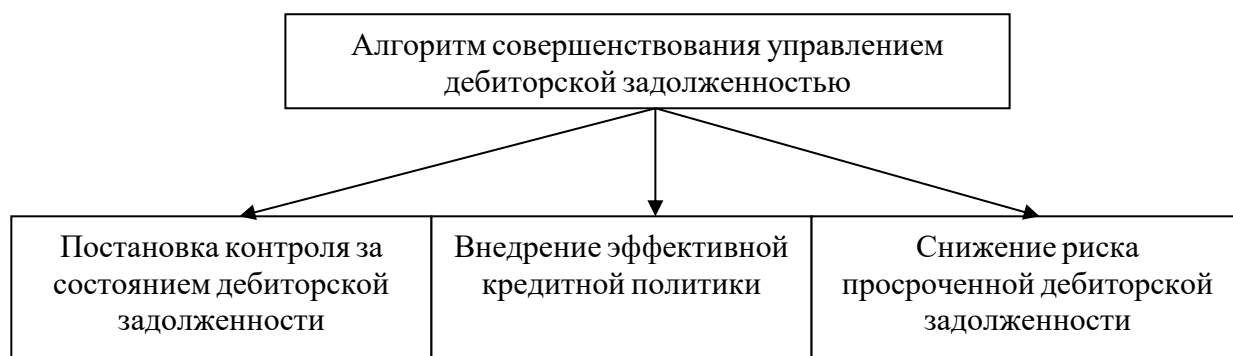 Алгоритм совершенствования управлением
дебиторской задолженностью
Постановка контроля за
состоянием дебиторской
задолженности
Внедрение эффективной
кредитной политики
Снижение риска
просроченной дебиторской
задолженности